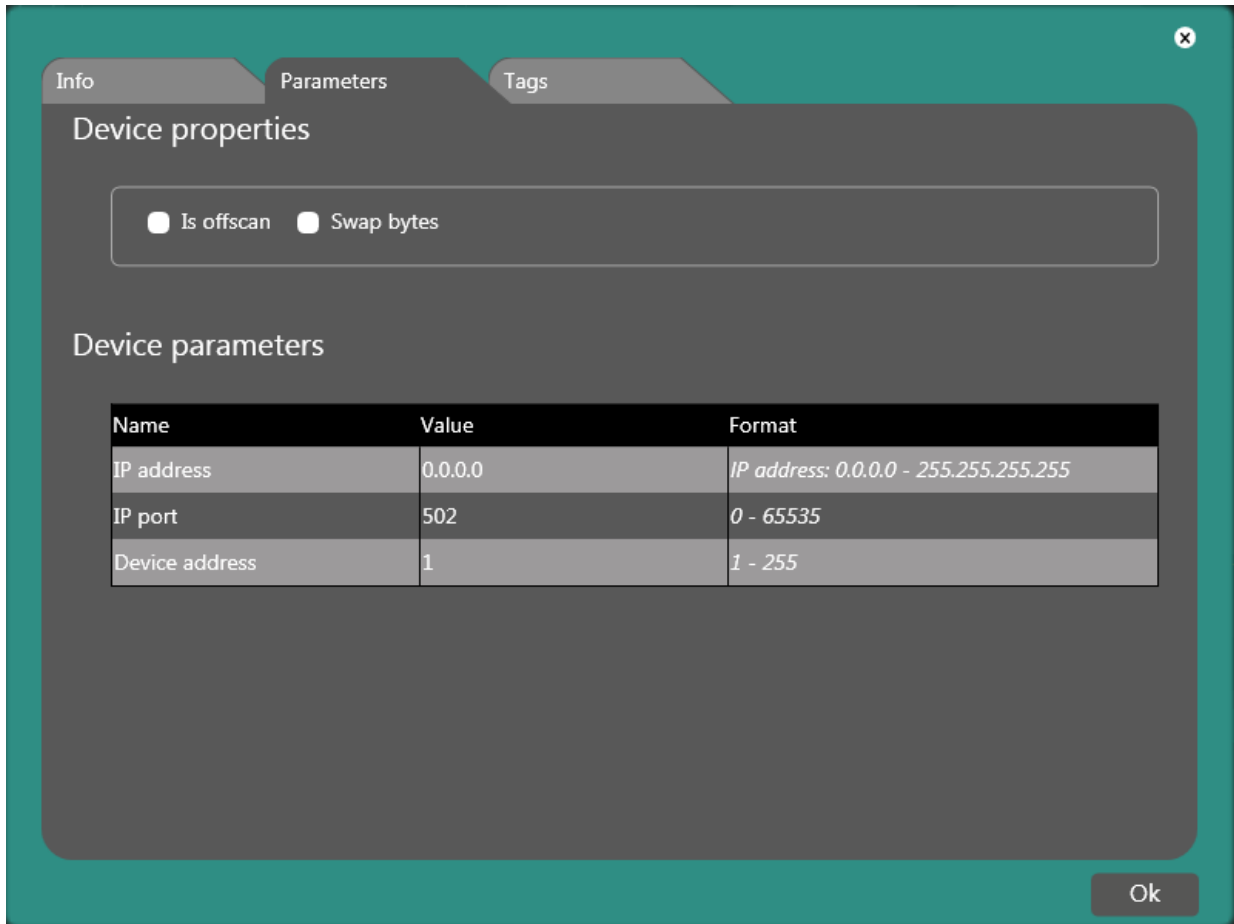 Info Parameters Tags
Device properties
Is offscan Swap bytes
Device parameters
Name Value Format
IP address 0.0.0.0 IP address: 0.0.0.0 - 255.255.255.255
IP port 502 0 - 65535
Device address 1 1 - 255
Ok